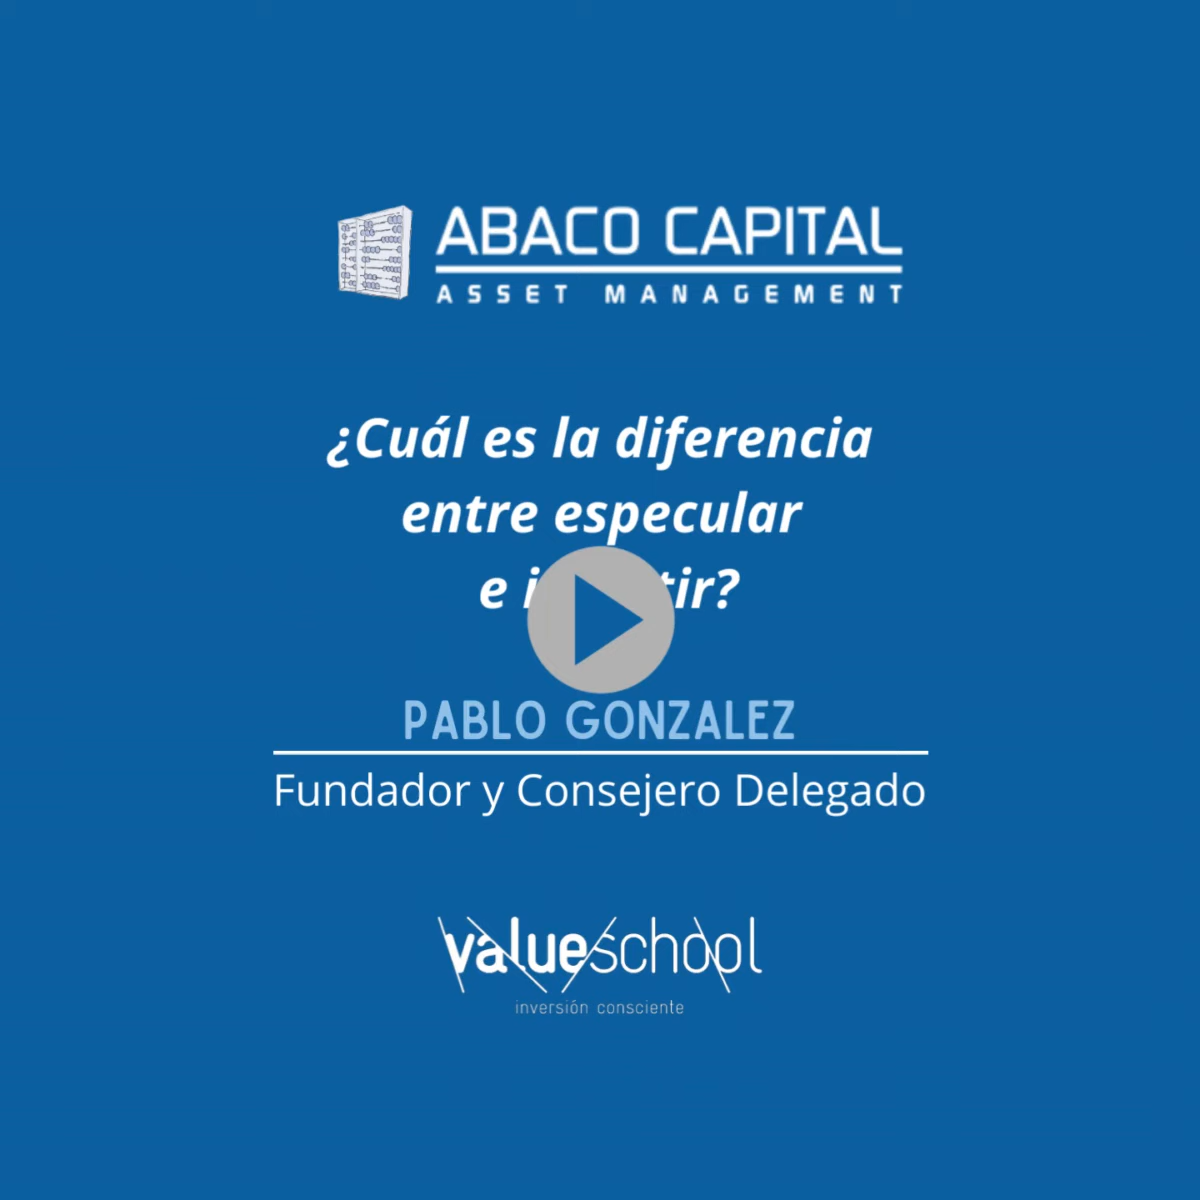 ABACO CAPITAL
ASSET MANAGEMENT
¿Cuál es la diferencia
entre especular
e
PABLO GONZALEZ
Fundador y Consejero Delegado
valueschool
inversión consciente